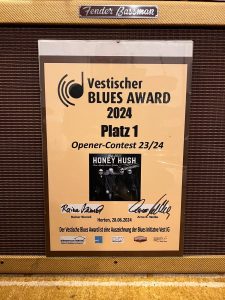 Fender Bassman
Vestischer
BLUES AWARD
2024
Platz 1
Opener-Contest 23/24
HONEY HUSH
Herten, 28.06.2024
Der Vestische Blues Award ist eine Auszeichnung der Blues Initiative Vest IG